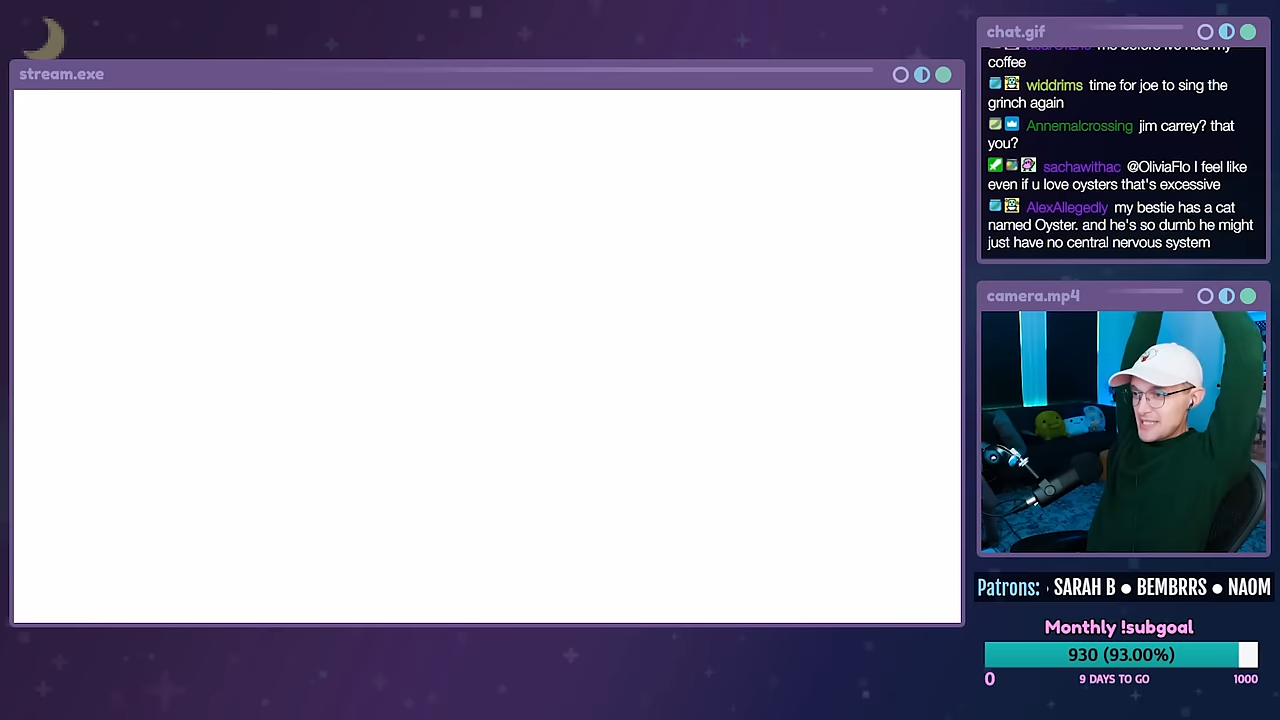 stream.exe
chat.gif
coffee
widdrims time for joe to sing the
grinch again
Annemalcrossing jim carrey? that
you?
sachawithac @OliviaFlo I feel like
even if u love oysters that's excessive
AlexAllegedly my bestie has a cat
named Oyster. and he's so dumb he might
just have no central nervous system
camera.mp4
Patrons: SARAH B ● BEMBRRS ● NAOM
Monthly !subgoal
930 (93.00%)
0 9 DAYS TO GO 1000